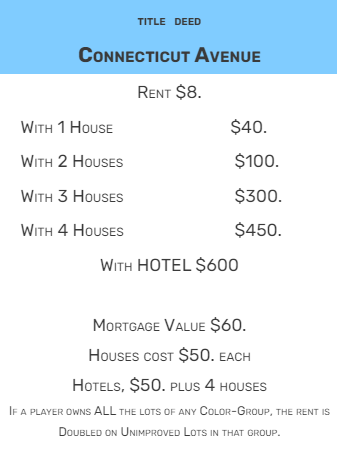 TITLE DEED
CONNECTICUT AVENUE
RENT $8.
WITH 1 HOUSE $40.
WITH 2 HOUSES $100.
WITH 3 HOUSES $300.
WITH 4 HOUSES $450.
WITH HOTEL $600
MORTGAGE VALUE $60.
HOUSES COST $50. EACH
HOTELS, $50. PLUS 4 HOUSES
IF A PLAYER OWNS ALL THE LOTS OF ANY COLOR-GROUP, THE RENT IS
DOUBLED ON UNIMPROVED LOTS IN THAT GROUP.